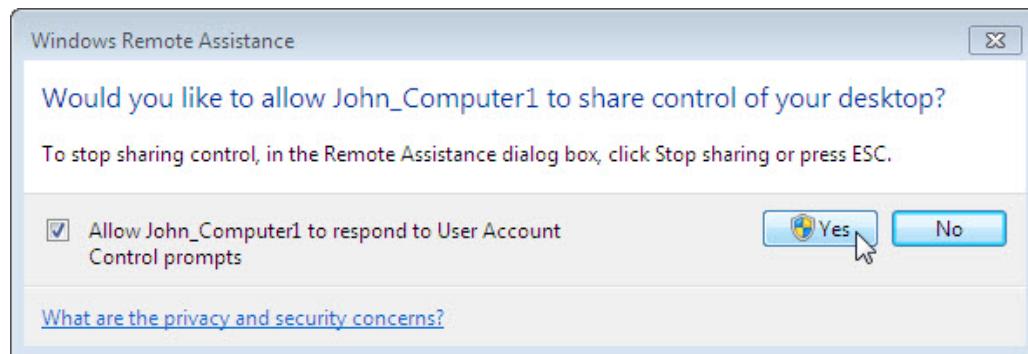 Windows Remote Assistance
Would you like to allow John_Computer1 to share control of your desktop?
To stop sharing control, in the Remote Assistance dialog box, click Stop sharing or press ESC.
Allow John_Computer1 to respond to User Account
Control prompts
Yes
No
What are the privacy and security concerns?